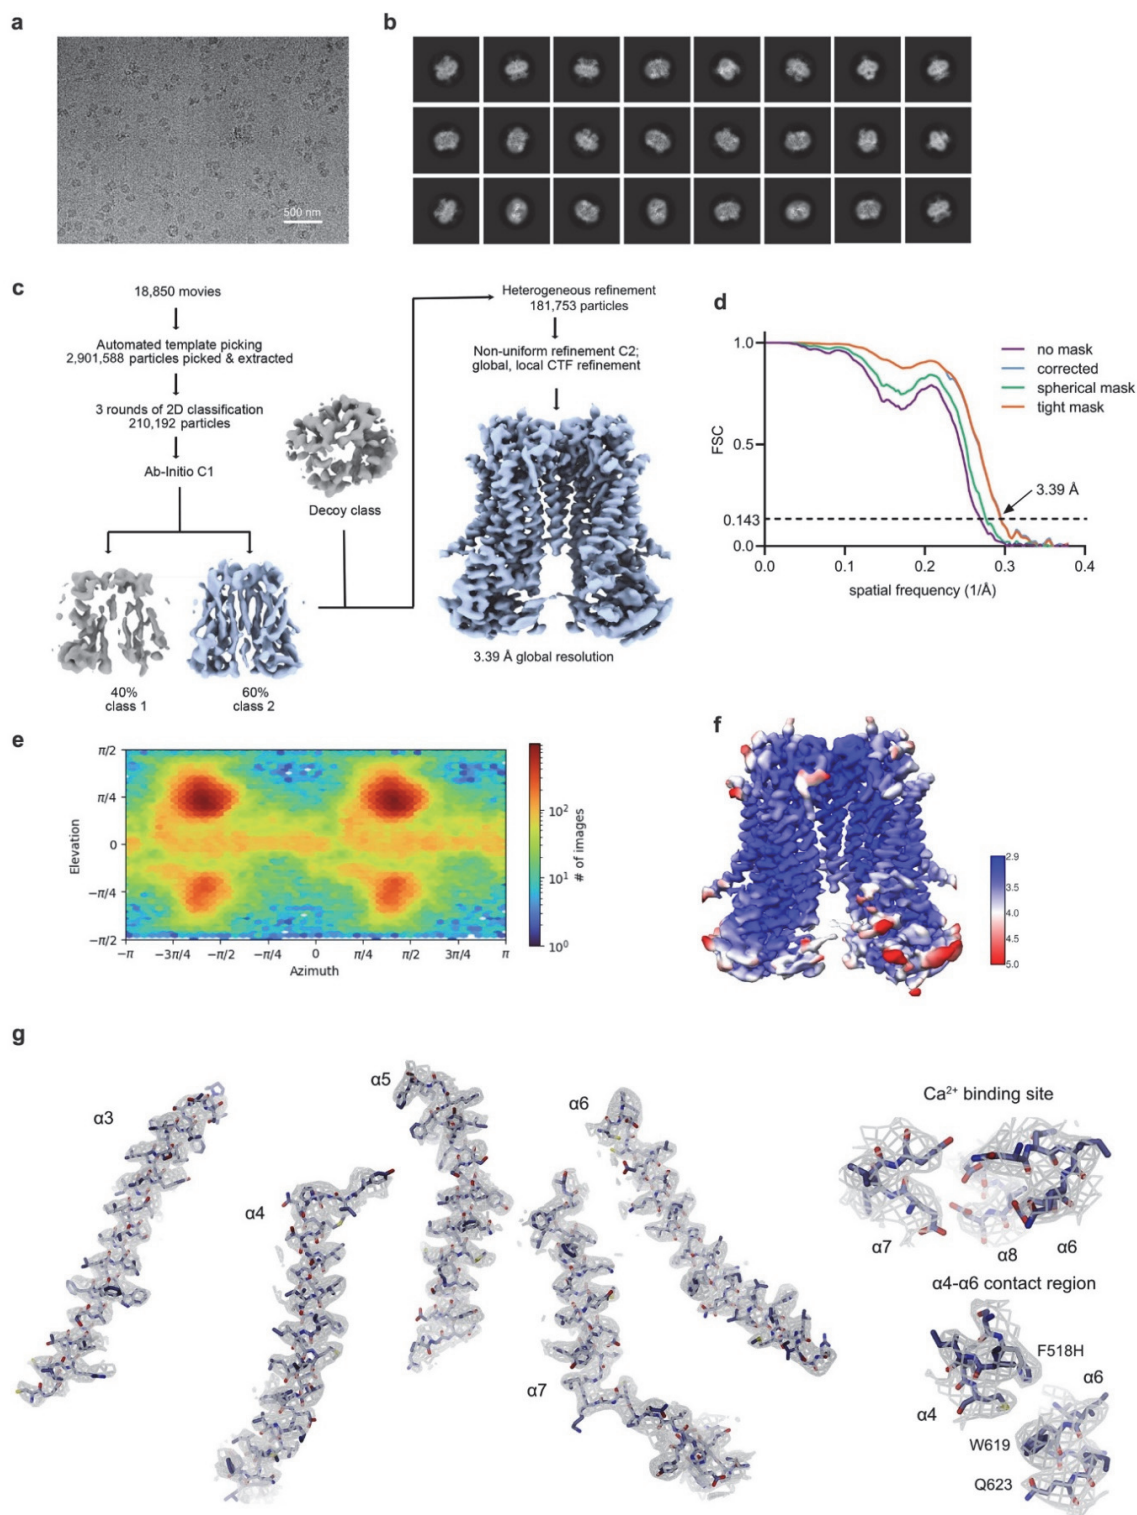 a
500 nm
b
c
18,850 movies
Automated template picking
2,901,588 particles picked & extracted
3 rounds of 2D classification
210,192 particles
Ab-Initio C1
40%
class 1
60%
class 2
Decoy class
Heterogeneous refinement
181,753 particles
Non-uniform refinement C2;
global, local CTF refinement
3.39 Å global resolution
d
1.0
0.5
0.143
0.0
FSC
0.0 0.1 0.2 0.3 0.4
spatial frequency (1/Å)
no mask
corrected
spherical mask
tight mask
3.39 Å
e
π/2
π/4
0
−π/4
−π/2
Elevation
−π −3π/4 −π/2 −π/4 0 π/4 π/2 3π/4 π
Azimuth
10²
10¹
10⁰
# of images
f
2.9
3.5
4.0
4.5
5.0
g
α3
α4
α5
α6
α7
Ca²⁺ binding site
α7
α8
α6
α4-α6 contact region
F518H
α6
α4
W619
Q623